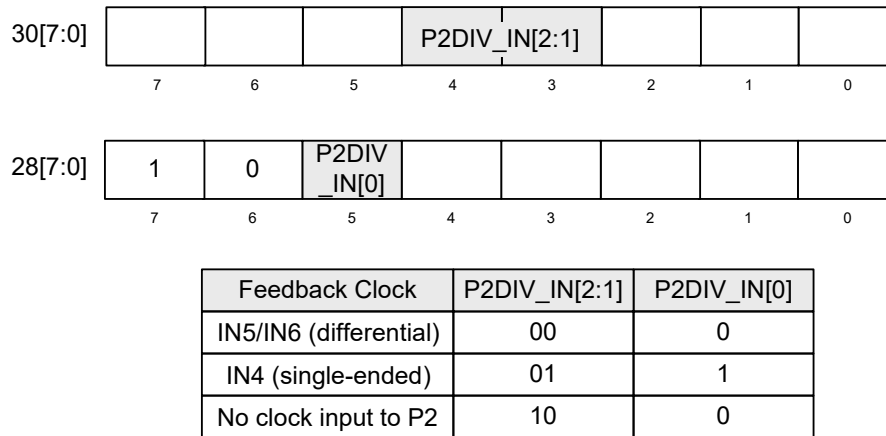 30[7:0]
P2DIV_IN[2:1]
7 6 5 4 3 2 1 0
28[7:0]
1 0 P2DIV
_IN[0]
7 6 5 4 3 2 1 0
Feedback Clock P2DIV_IN[2:1] P2DIV_IN[0]
IN5/IN6 (differential) 00 0
IN4 (single-ended) 01 1
No clock input to P2 10 0